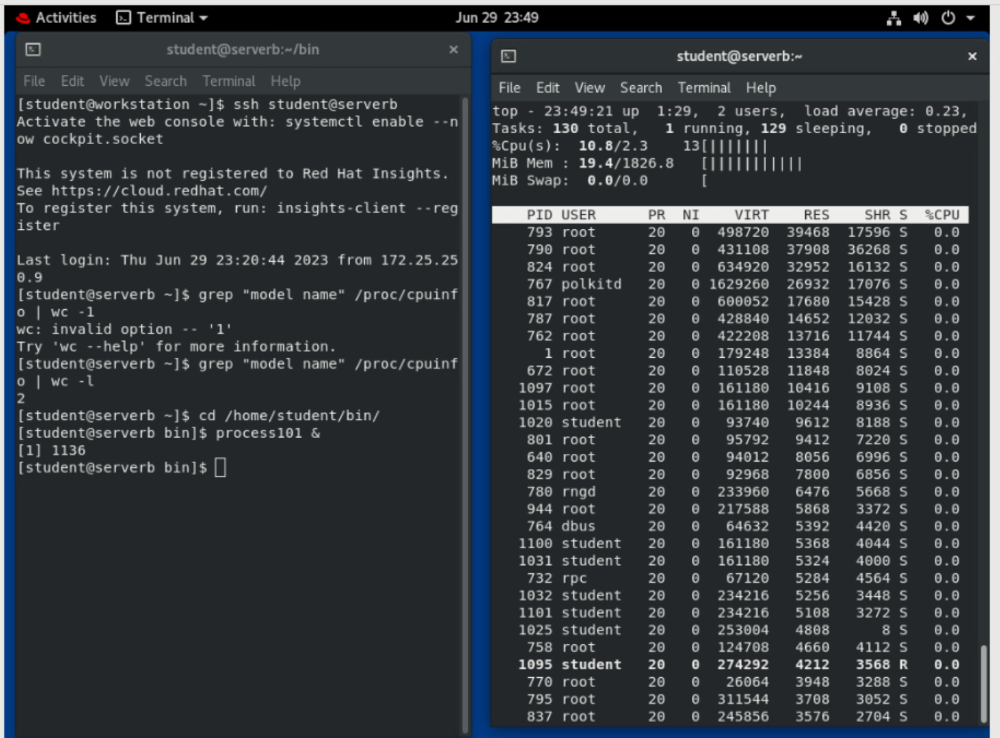 Activities Terminal Jun 29 23:49
student@serverb:~/bin ×
File Edit View Search Terminal Help
[student@workstation ~]$ ssh student@serverb
Activate the web console with: systemctl enable --n
ow cockpit.socket
This system is not registered to Red Hat Insights.
See https://cloud.redhat.com/
To register this system, run: insights-client --reg
ister
Last login: Thu Jun 29 23:20:44 2023 from 172.25.25
0.9
[student@serverb ~]$ grep "model name" /proc/cpuinf
o | wc -1
wc: invalid option -- '1'
Try 'wc --help' for more information.
[student@serverb ~]$ grep "model name" /proc/cpuinf
o | wc -l
2
[student@serverb ~]$ cd /home/student/bin/
[student@serverb bin]$ process101 &
[1] 1136
[student@serverb bin]$
student@serverb:~ ×
File Edit View Search Terminal Help
top - 23:49:21 up 1:29, 2 users, load average: 0.23,
Tasks: 130 total, 1 running, 129 sleeping, 0 stopped
%Cpu(s): 10.8/2.3 13[|||||||
MiB Mem : 19.4/1826.8 [|||||||||||
MiB Swap: 0.0/0.0 [
PID USER PR NI VIRT RES SHR S %CPU
793 root 20 0 498720 39468 17596 S 0.0
790 root 20 0 431108 37908 36268 S 0.0
824 root 20 0 634920 32952 16132 S 0.0
767 polkitd 20 0 1629260 26932 17076 S 0.0
817 root 20 0 600052 17680 15428 S 0.0
787 root 20 0 428840 14652 12032 S 0.0
762 root 20 0 422208 13716 11744 S 0.0
1 root 20 0 179248 13384 8864 S 0.0
672 root 20 0 110528 11848 8024 S 0.0
1097 root 20 0 161180 10416 9108 S 0.0
1015 root 20 0 161180 10244 8936 S 0.0
1020 student 20 0 93740 9612 8188 S 0.0
801 root 20 0 95792 9412 7220 S 0.0
640 root 20 0 94012 8056 6996 S 0.0
829 root 20 0 92968 7800 6856 S 0.0
780 rngd 20 0 233960 6476 5668 S 0.0
944 root 20 0 217588 5868 3372 S 0.0
764 dbus 20 0 64632 5392 4420 S 0.0
1100 student 20 0 161180 5368 4044 S 0.0
1031 student 20 0 161180 5324 4000 S 0.0
732 rpc 20 0 67120 5284 4564 S 0.0
1032 student 20 0 234216 5256 3448 S 0.0
1101 student 20 0 234216 5108 3272 S 0.0
1025 student 20 0 253004 4808 8 S 0.0
758 root 20 0 124708 4660 4112 S 0.0
1095 student 20 0 274292 4212 3568 R 0.0
770 root 20 0 26064 3948 3288 S 0.0
795 root 20 0 311544 3708 3052 S 0.0
837 root 20 0 245856 3576 2704 S 0.0